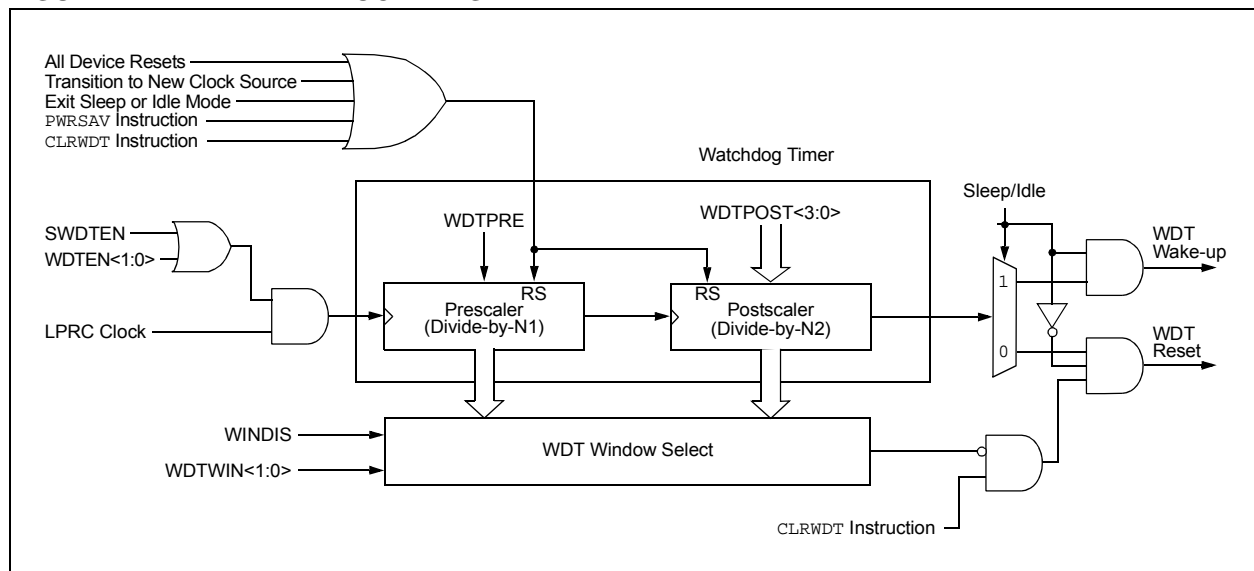 All Device Resets
Transition to New Clock Source
Exit Sleep or Idle Mode
PWRSAV Instruction
CLRWDT Instruction
Watchdog Timer
Sleep/Idle
WDTPRE
WDTPOST<3:0>
SWDTEN
WDTEN<1:0>
WDT
Wake-up
RS
RS
1
Prescaler
(Divide-by-N1)
Postscaler
(Divide-by-N2)
LPRC Clock
WDT
Reset
0
WINDIS
WDT Window Select
WDTWIN<1:0>
CLRWDT Instruction